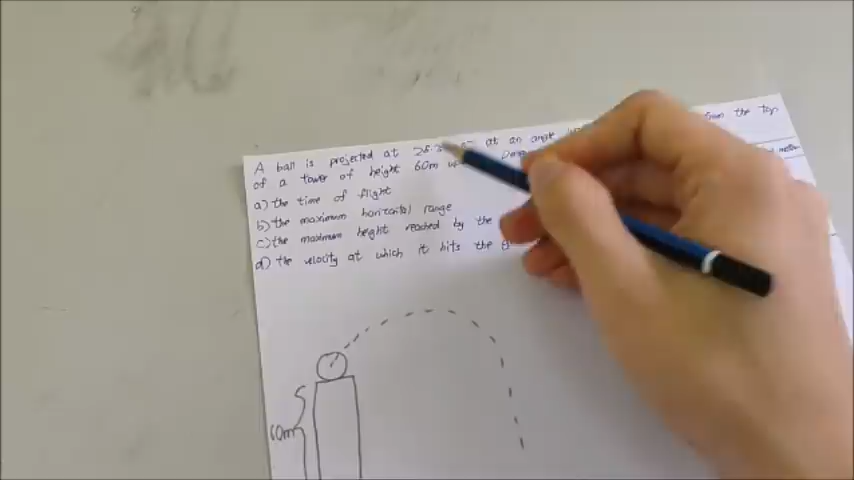 A ball is projected at at an angle from the top
of a tower of height 60m
a) the time of flight
b) the maximum horizontal range
c) the maximum height reached by the
d) the velocity at which it hits the
60m